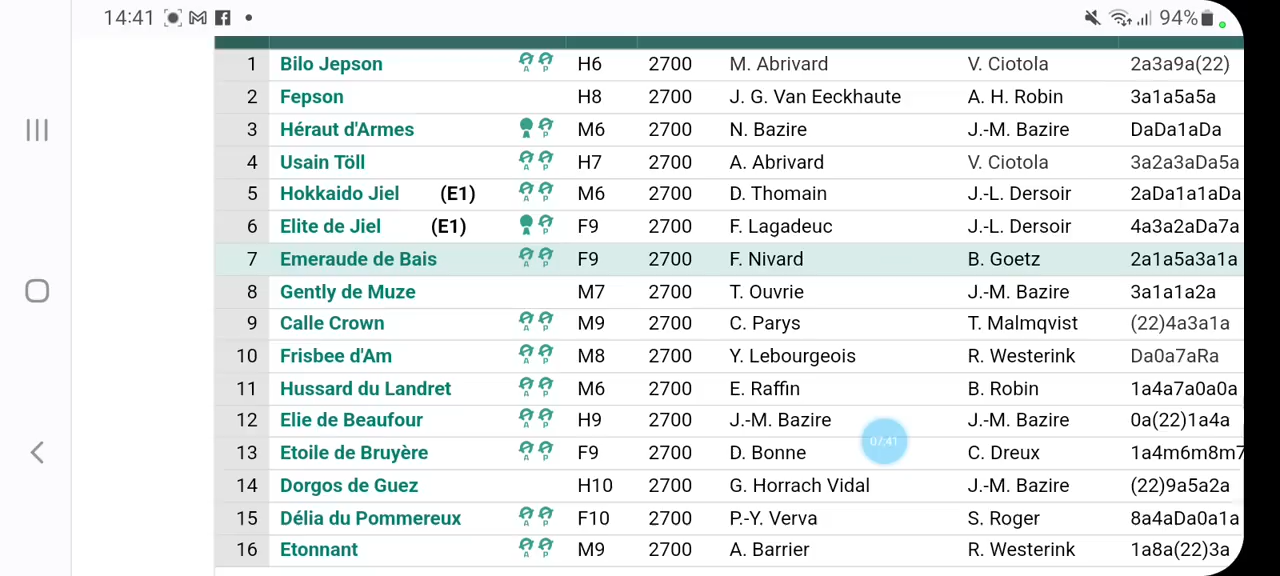 14:41 94%
1 Bilo Jepson A P H6 2700 M. Abrivard V. Ciotola 2a3a9a(22)
2 Fepson H8 2700 J. G. Van Eeckhaute A. H. Robin 3a1a5a5a
3 Héraut d'Armes P M6 2700 N. Bazire J.-M. Bazire DaDa1aDa
4 Usain Töll A P H7 2700 A. Abrivard V. Ciotola 3a2a3aDa5a
5 Hokkaido Jiel (E1) A P M6 2700 D. Thomain J.-L. Dersoir 2aDa1a1aDa
6 Elite de Jiel (E1) P F9 2700 F. Lagadeuc J.-L. Dersoir 4a3a2aDa7a
7 Emeraude de Bais A P F9 2700 F. Nivard B. Goetz 2a1a5a3a1a
8 Gently de Muze M7 2700 T. Ouvrie J.-M. Bazire 3a1a1a2a
9 Calle Crown A P M9 2700 C. Parys T. Malmqvist (22)4a3a1a
10 Frisbee d'Am A P M8 2700 Y. Lebourgeois R. Westerink Da0a7aRa
11 Hussard du Landret A P M6 2700 E. Raffin B. Robin 1a4a7a0a0a
12 Elie de Beaufour A P H9 2700 J.-M. Bazire J.-M. Bazire 0a(22)1a4a
07:41
13 Etoile de Bruyère A P F9 2700 D. Bonne C. Dreux 1a4m6m8m7
14 Dorgos de Guez H10 2700 G. Horrach Vidal J.-M. Bazire (22)9a5a2a
15 Délia du Pommereux A P F10 2700 P.-Y. Verva S. Roger 8a4aDa0a1a
16 Etonnant A P M9 2700 A. Barrier R. Westerink 1a8a(22)3a